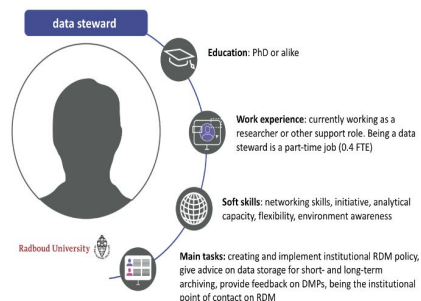 data steward
Education: PhD or alike
Work experience: currently working as a
researcher or other support role. Being a data
steward is a part-time job (0.4 FTE)
Soft skills: networking skills, initiative, analytical
capacity, flexibility, environment awareness
Radboud University
Main tasks: creating and implement institutional RDM policy,
give advice on data storage for short- and long-term
archiving, provide feedback on DMPs, being the institutional
point of contact on RDM